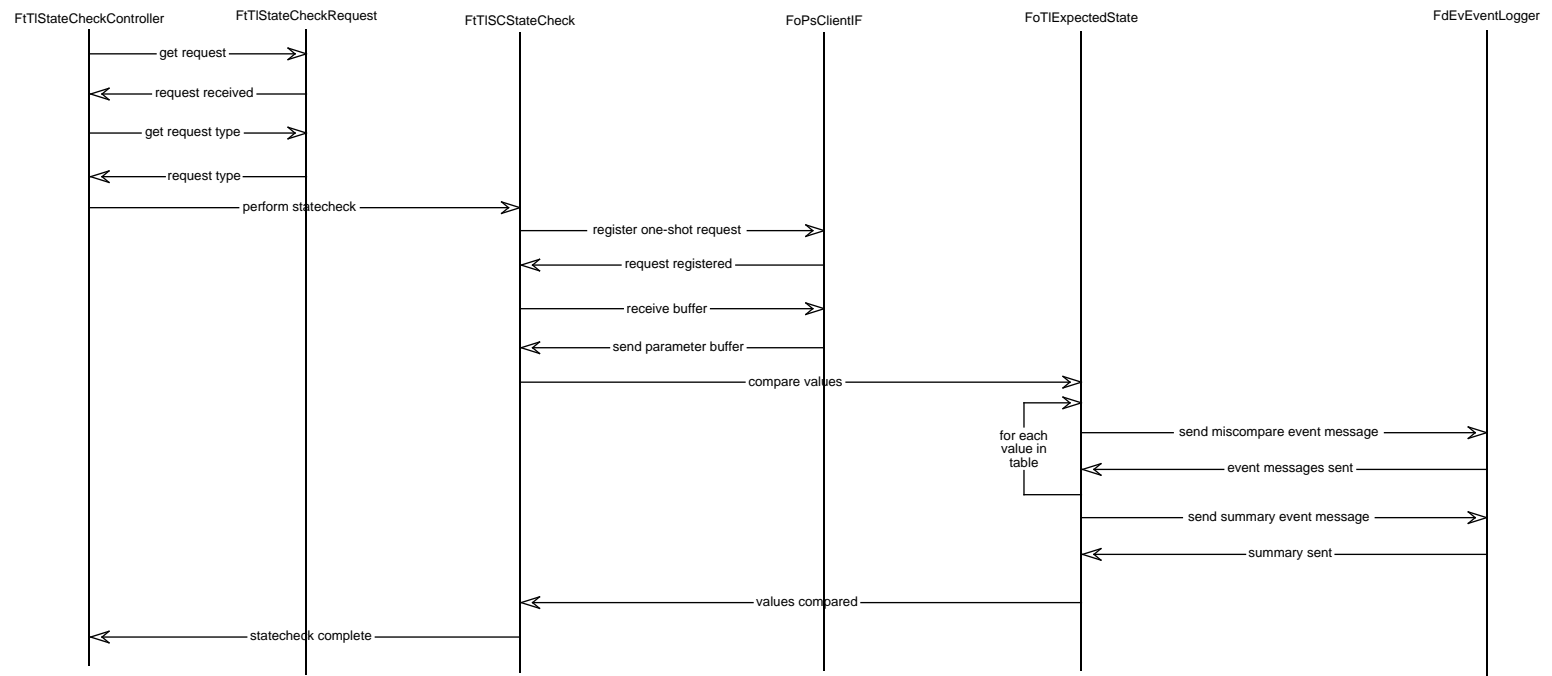 FtTlStateCheckController
FtTlStateCheckRequest
FtTlSCStateCheck
FoPsClientIF
FoTlExpectedState
FdEvEventLogger
get request
request received
get request type
request type
perform statecheck
register one-shot request
request registered
receive buffer
send parameter buffer
compare values
for each
value in
table
send miscompare event message
event messages sent
send summary event message
summary sent
values compared
statecheck complete